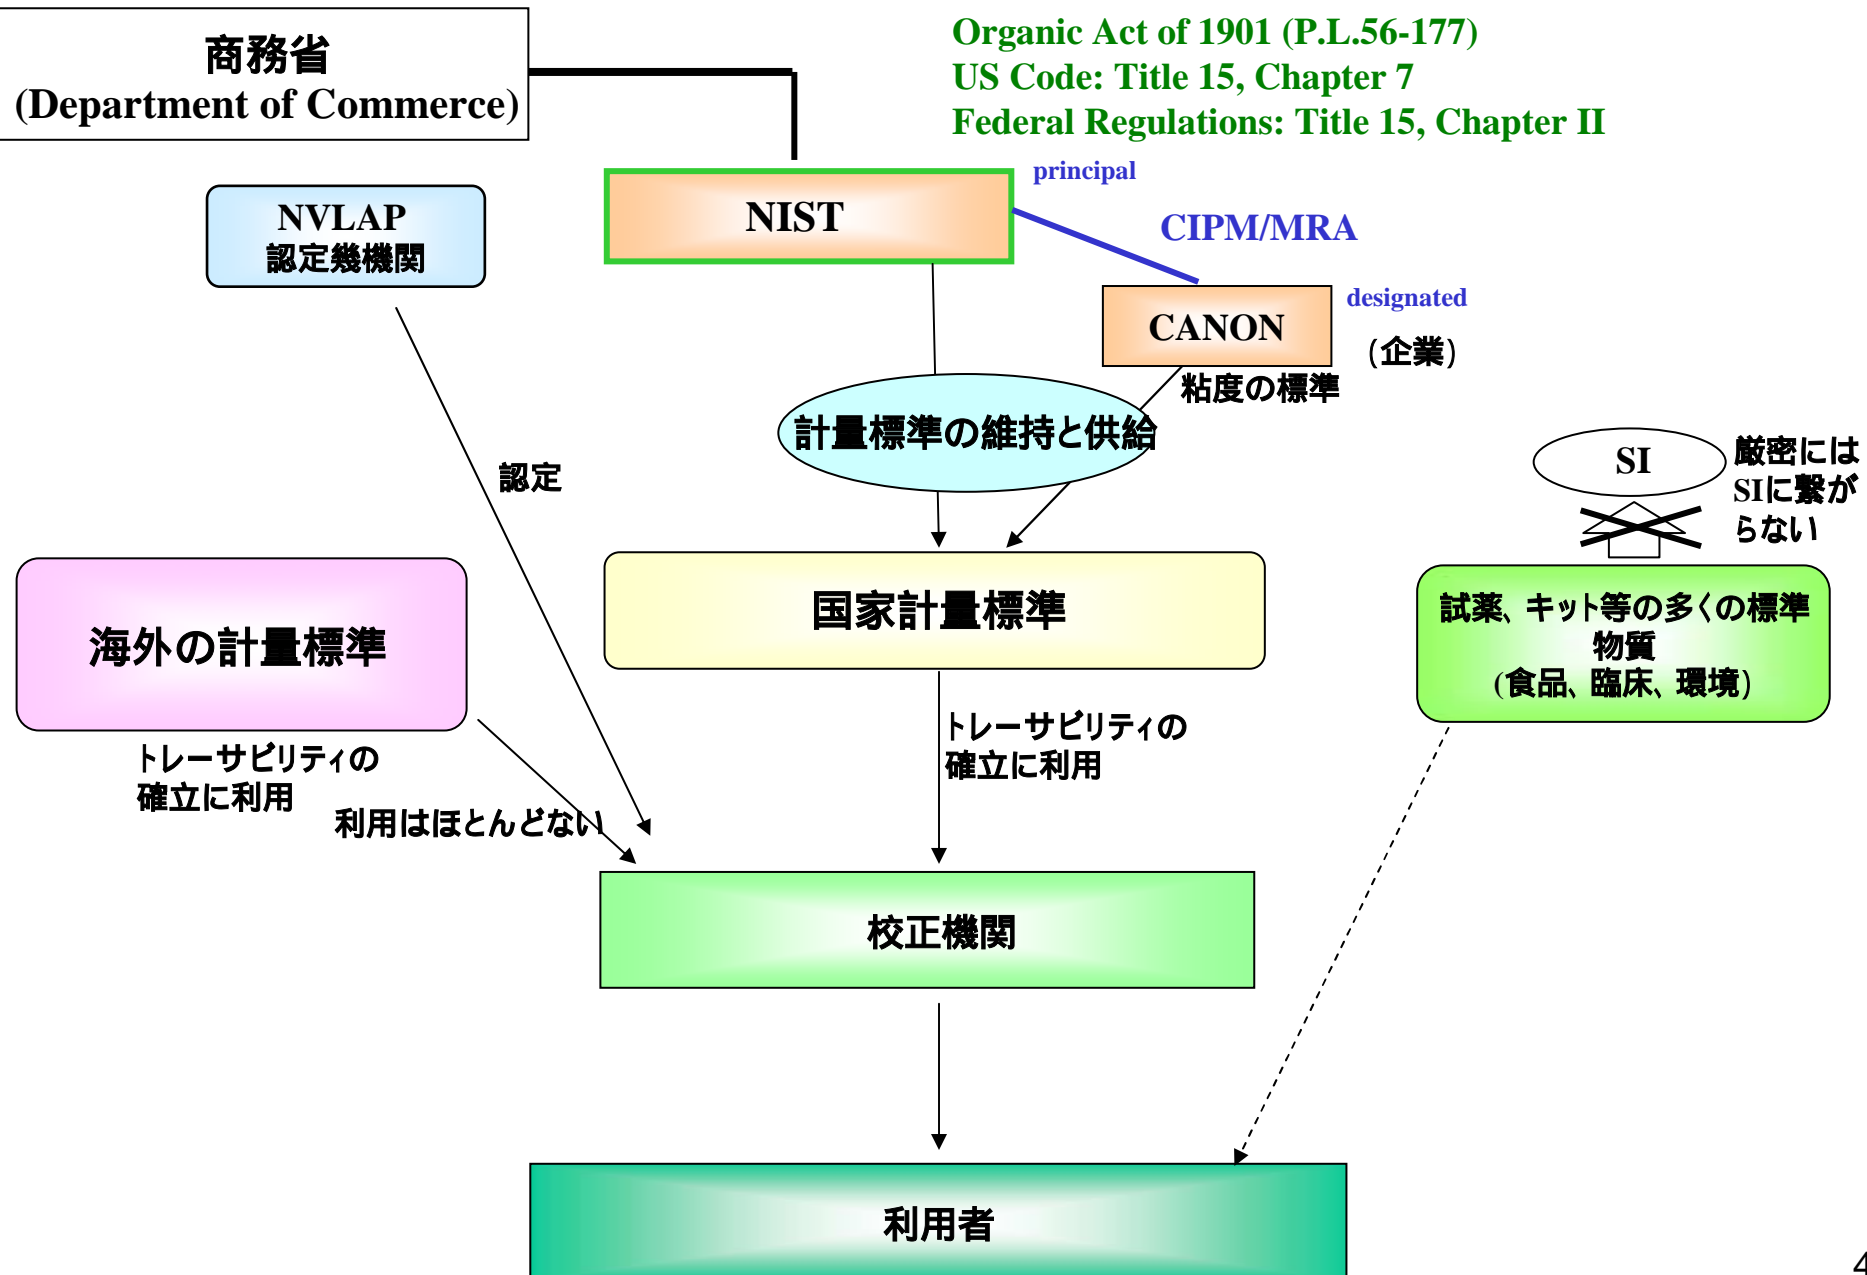 商務省
(Department of Commerce)
Organic Act of 1901 (P.L.56-177)
US Code: Title 15, Chapter 7
Federal Regulations: Title 15, Chapter II
principal
NIST
NVLAP
認定幾機関
CIPM/MRA
designated
CANON
(企業)
粘度の標準
計量標準の維持と供給
認定
SI
厳密には
SIに繋が
らない
海外の計量標準
国家計量標準
試薬、キット等の多くの標準
物質
(食品、臨床、環境)
トレーサビリティの
確立に利用
トレーサビリティの
確立に利用
利用はほとんどない
校正機関
利用者
4